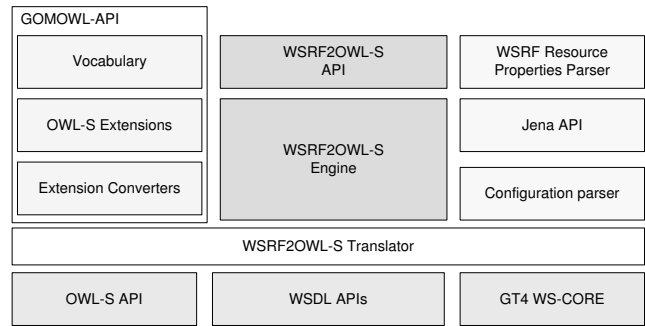 GOMOWL-API
Vocabulary
OWL-S Extensions
Extension Converters
WSRF2OWL-S
API
WSRF2OWL-S
Engine
WSRF Resource
Properties Parser
Jena API
Configuration parser
WSRF2OWL-S Translator
OWL-S API
WSDL APIs
GT4 WS-CORE